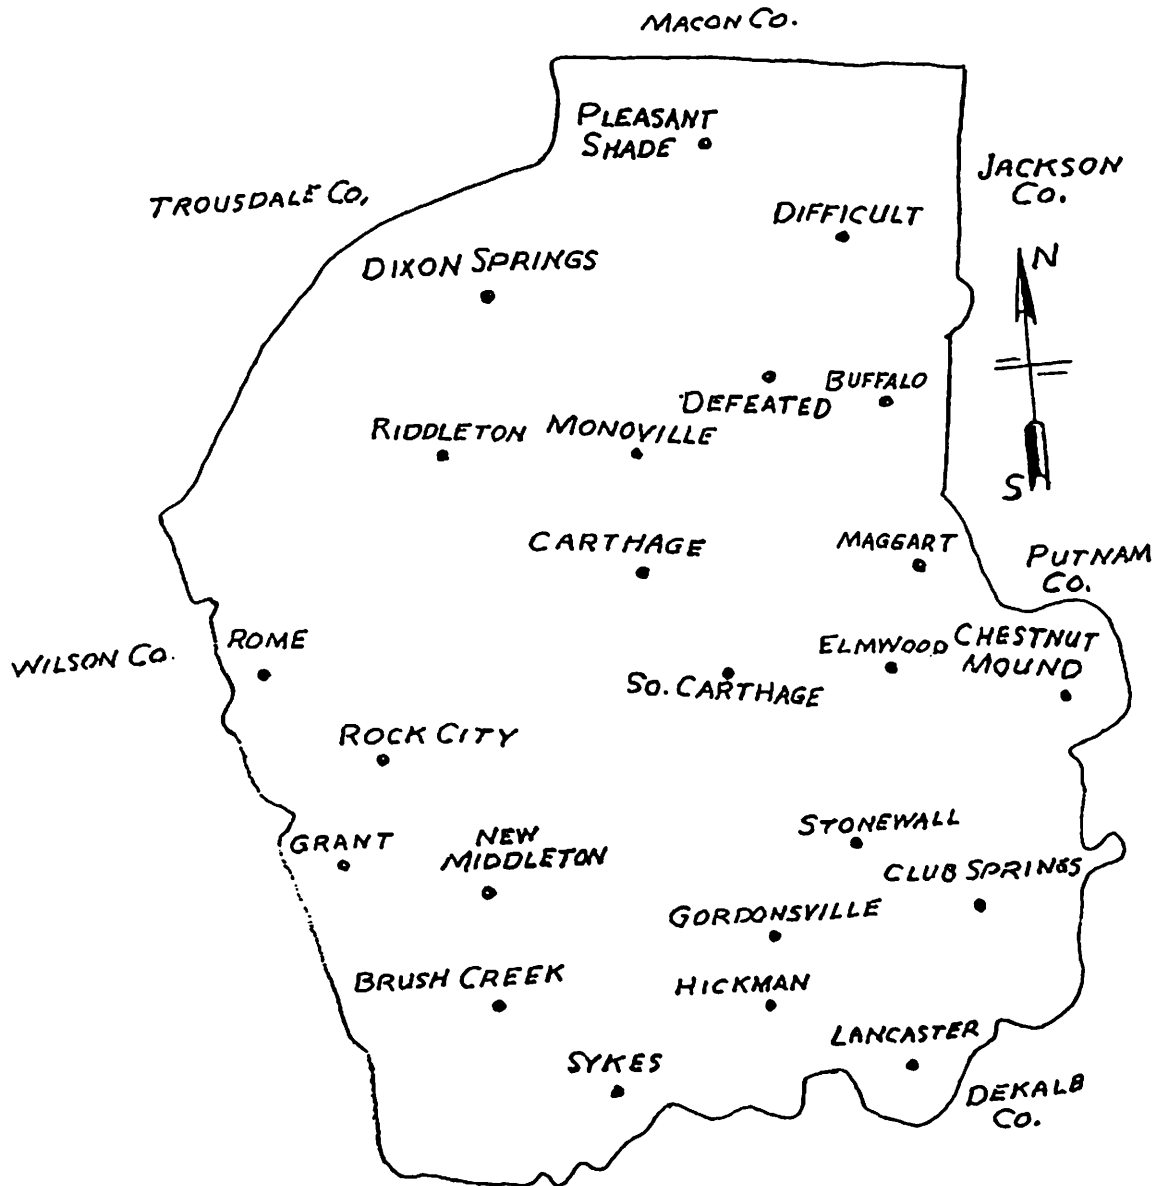 MACON CO.
PLEASANT
SHADE
JACKSON
CO.
TROUSDALE CO.
DIFFICULT
N
DIXON SPRINGS
BUFFALO
DEFEATED
RIDDLETON
MONOVILLE
S
CARTHAGE
MAGGART
PUTNAM
CO.
ROME
WILSON CO.
ELMWOOD
CHESTNUT
MOUND
SO. CARTHAGE
ROCK CITY
STONEWALL
GRANT
NEW
MIDDLETON
CLUB SPRINGS
GORDONSVILLE
BRUSH CREEK
HICKMAN
LANCASTER
SYKES
DEKALB
CO.